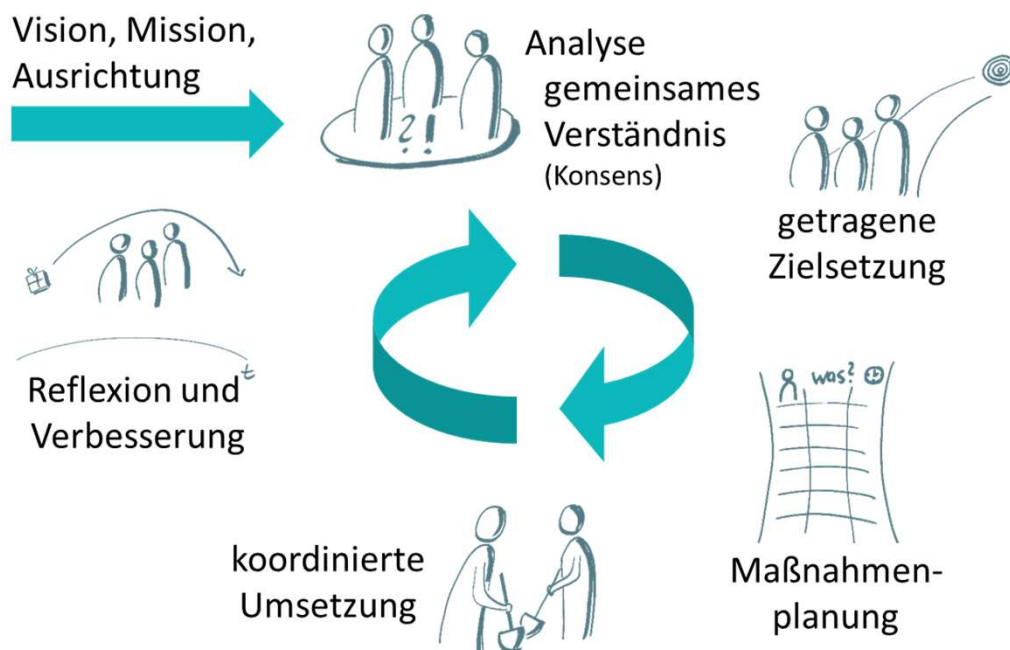 Vision, Mission,
Ausrichtung
?!
Analyse
gemeinsames
Verständnis
(Konsens)
getragene
Zielsetzung
was?
Maßnahmen-
planung
koordinierte
Umsetzung
t
Reflexion und
Verbesserung